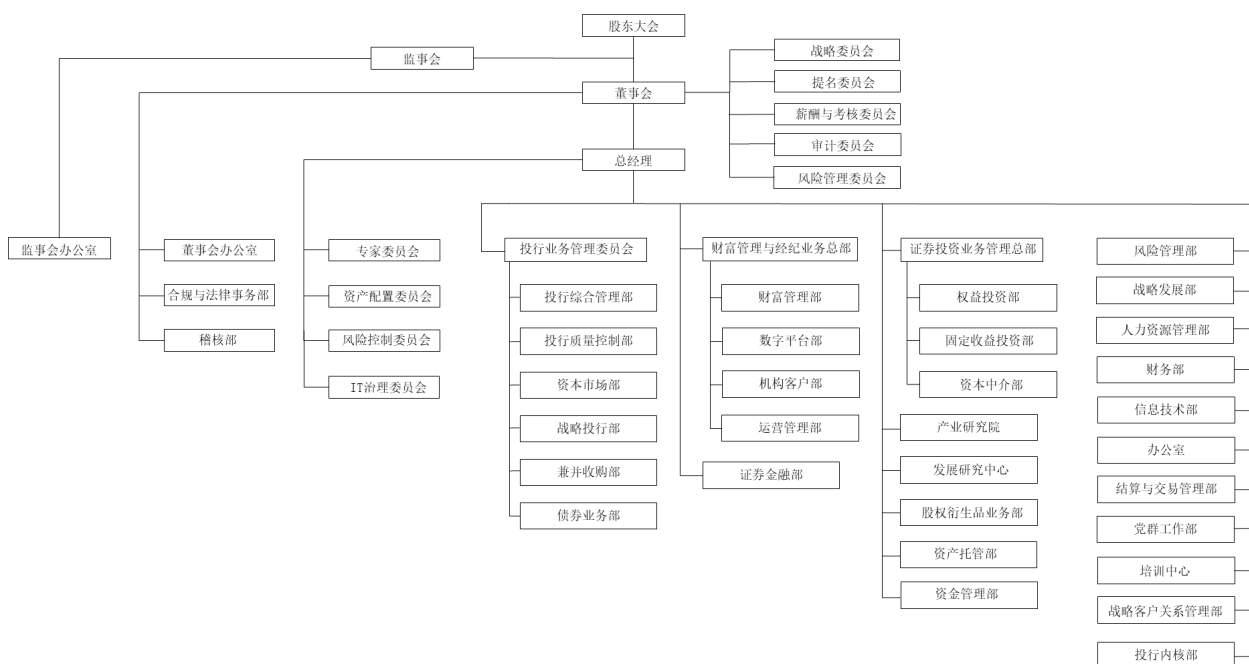 股东大会
监事会
战略委员会
提名委员会
董事会
薪酬与考核委员会
审计委员会
总经理
风险管理委员会
监事会办公室
董事会办公室
合规与法律事务部
稽核部
专家委员会
资产配置委员会
风险控制委员会
IT治理委员会
投行业务管理委员会
投行综合管理部
投行质量控制部
资本市场部
战略投行部
兼并收购部
债券业务部
财富管理与经纪业务总部
财富管理部
数字平台部
机构客户部
运营管理部
证券金融部
证券投资业务管理总部
权益投资部
固定收益投资部
资本中介部
产业研究院
发展研究中心
股权衍生品业务部
资产托管部
资金管理部
风险管理部
战略发展部
人力资源管理部
财务部
信息技术部
办公室
结算与交易管理部
党群工作部
培训中心
战略客户关系管理部
投行内核部